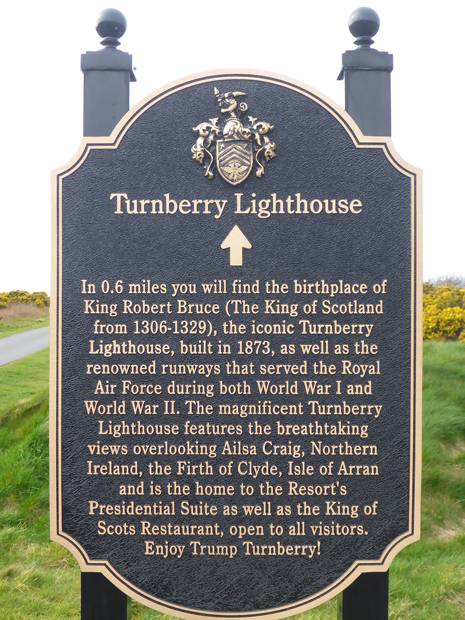 Turnberry Lighthouse
In 0.6 miles you will find the birthplace of
King Robert Bruce (The King of Scotland
from 1306-1329), the iconic Turnberry
Lighthouse, built in 1873, as well as the
renowned runways that served the Royal
Air Force during both World War I and
World War II. The magnificent Turnberry
Lighthouse features the breathtaking
views overlooking Ailsa Craig, Northern
Ireland, the Firth of Clyde, Isle of Arran
and is the home to the Resort's
Presidential Suite as well as the King of
Scots Restaurant, open to all visitors.
Enjoy Trump Turnberry!